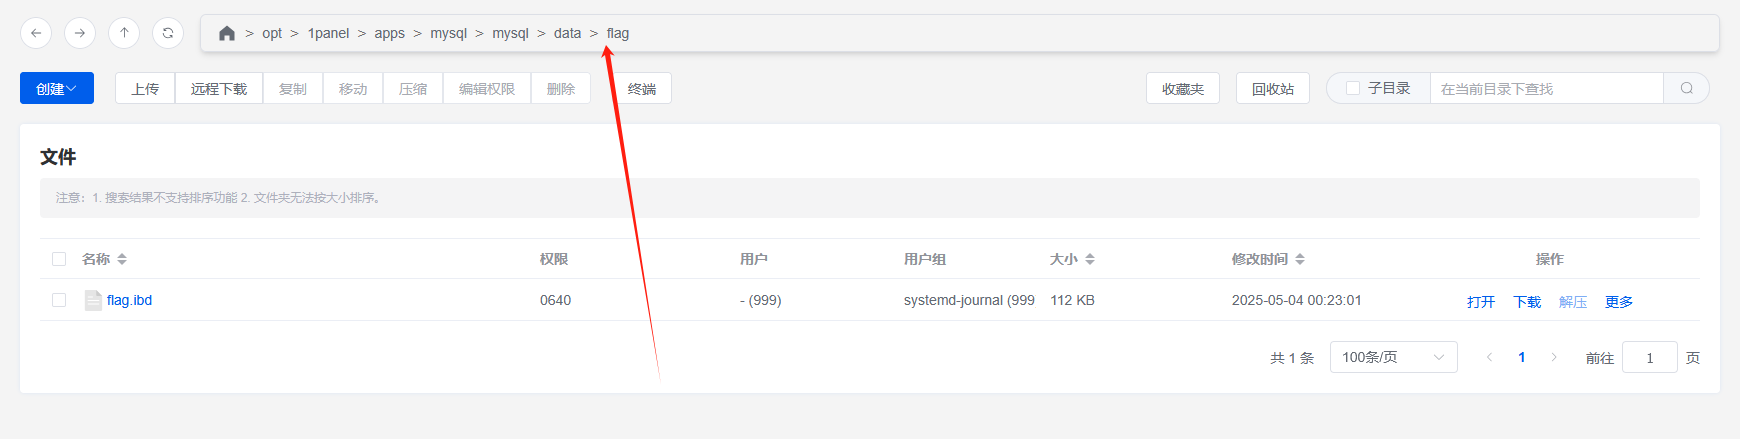 > opt > 1panel > apps > mysql > mysql > data > flag
创建 上传 远程下载 复制 移动 压缩 编辑权限 删除 终端 收藏夹 回收站 子目录 在当前目录下查找
文件
注意：1. 搜索结果不支持排序功能 2. 文件夹无法按大小排序。
名称 权限 用户 用户组 大小 修改时间 操作
flag.ibd 0640 - (999) systemd-journal (999 112 KB 2025-05-04 00:23:01 打开 下载 解压 更多
共 1 条 100条/页 1 前往 1 页